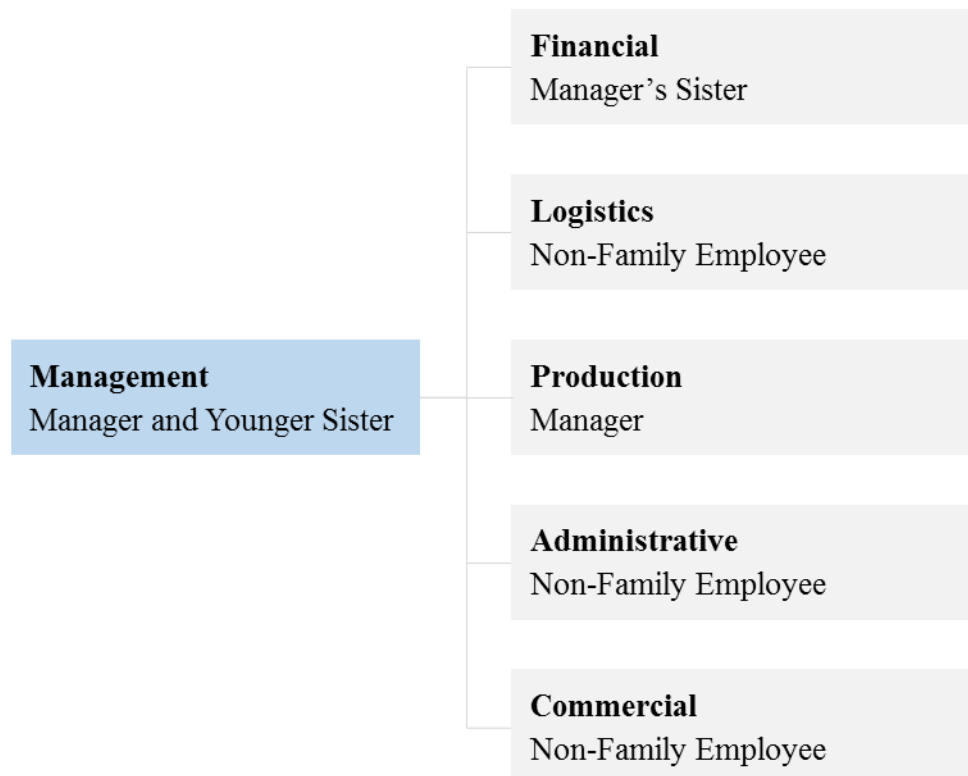 Financial
Manager’s Sister
Logistics
Non-Family Employee
Management
Manager and Younger Sister
Production
Manager
Administrative
Non-Family Employee
Commercial
Non-Family Employee